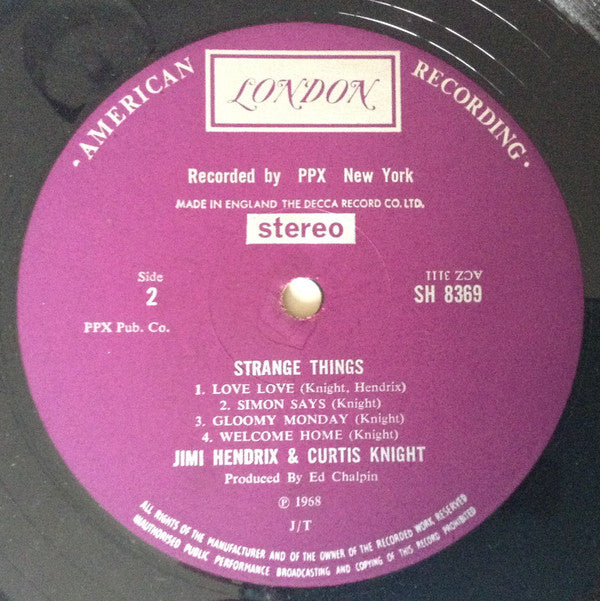 · AMERICAN RECORDING ·
LONDON
Recorded by PPX New York
MADE IN ENGLAND THE DECCA RECORD CO. LTD.
stereo
Side
2
PPX Pub. Co.
ACZ 3111
SH 8369
STRANGE THINGS
1. LOVE LOVE (Knight, Hendrix)
2. SIMON SAYS (Knight)
3. GLOOMY MONDAY (Knight)
4. WELCOME HOME (Knight)
JIMI HENDRIX & CURTIS KNIGHT
Produced By Ed Chalpin
℗ 1968
J/T
ALL RIGHTS OF THE MANUFACTURER AND OF THE OWNER OF THE RECORDED WORK RESERVED
UNAUTHORISED PUBLIC PERFORMANCE BROADCASTING AND COPYING OF THIS RECORD PROHIBITED